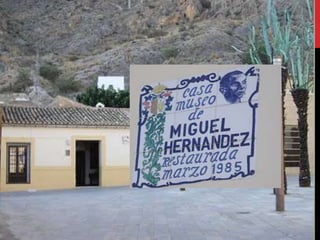 casa
museo
de
MIGUEL
HERNANDEZ
restaurada
marzo 1985